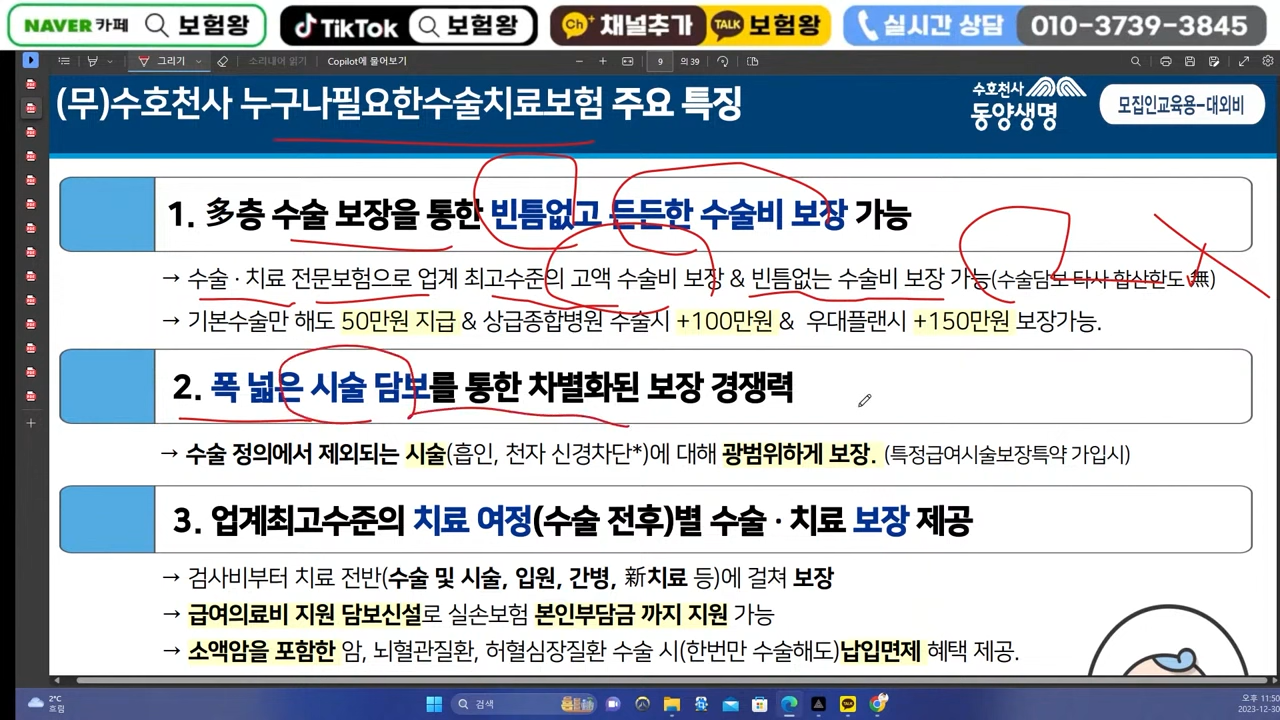 NAVER 카페 보험왕 TikTok 보험왕 Ch+ 채널추가 TALK 보험왕 실시간 상담 010-3739-3845
그리기 소리내어 읽기 Copilot에 물어보기 9 의 39
(무)수호천사 누구나필요한수술치료보험 주요 특징
수호천사
동양생명
모집인교육용-대외비
1. 多층 수술 보장을 통한 빈틈없고 든든한 수술비 보장 가능
→ 수술·치료 전문보험으로 업계 최고수준의 고액 수술비 보장 & 빈틈없는 수술비 보장 가능(수술담보 타사 합산한도 無)
→ 기본수술만 해도 50만원 지급 & 상급종합병원 수술시 +100만원 & 우대플랜시 +150만원 보장가능.
2. 폭 넓은 시술 담보를 통한 차별화된 보장 경쟁력
→ 수술 정의에서 제외되는 시술(흡인, 천자 신경차단*)에 대해 광범위하게 보장. (특정급여시술보장특약 가입시)
3. 업계최고수준의 치료 여정(수술 전후)별 수술·치료 보장 제공
→ 검사비부터 치료 전반(수술 및 시술, 입원, 간병, 新치료 등)에 걸쳐 보장
→ 급여의료비 지원 담보신설로 실손보험 본인부담금 까지 지원 가능
→ 소액암을 포함한 암, 뇌혈관질환, 허혈심장질환 수술 시(한번만 수술해도)납입면제 혜택 제공.
2°C
흐림
검색
오후 11:50
2023-12-30